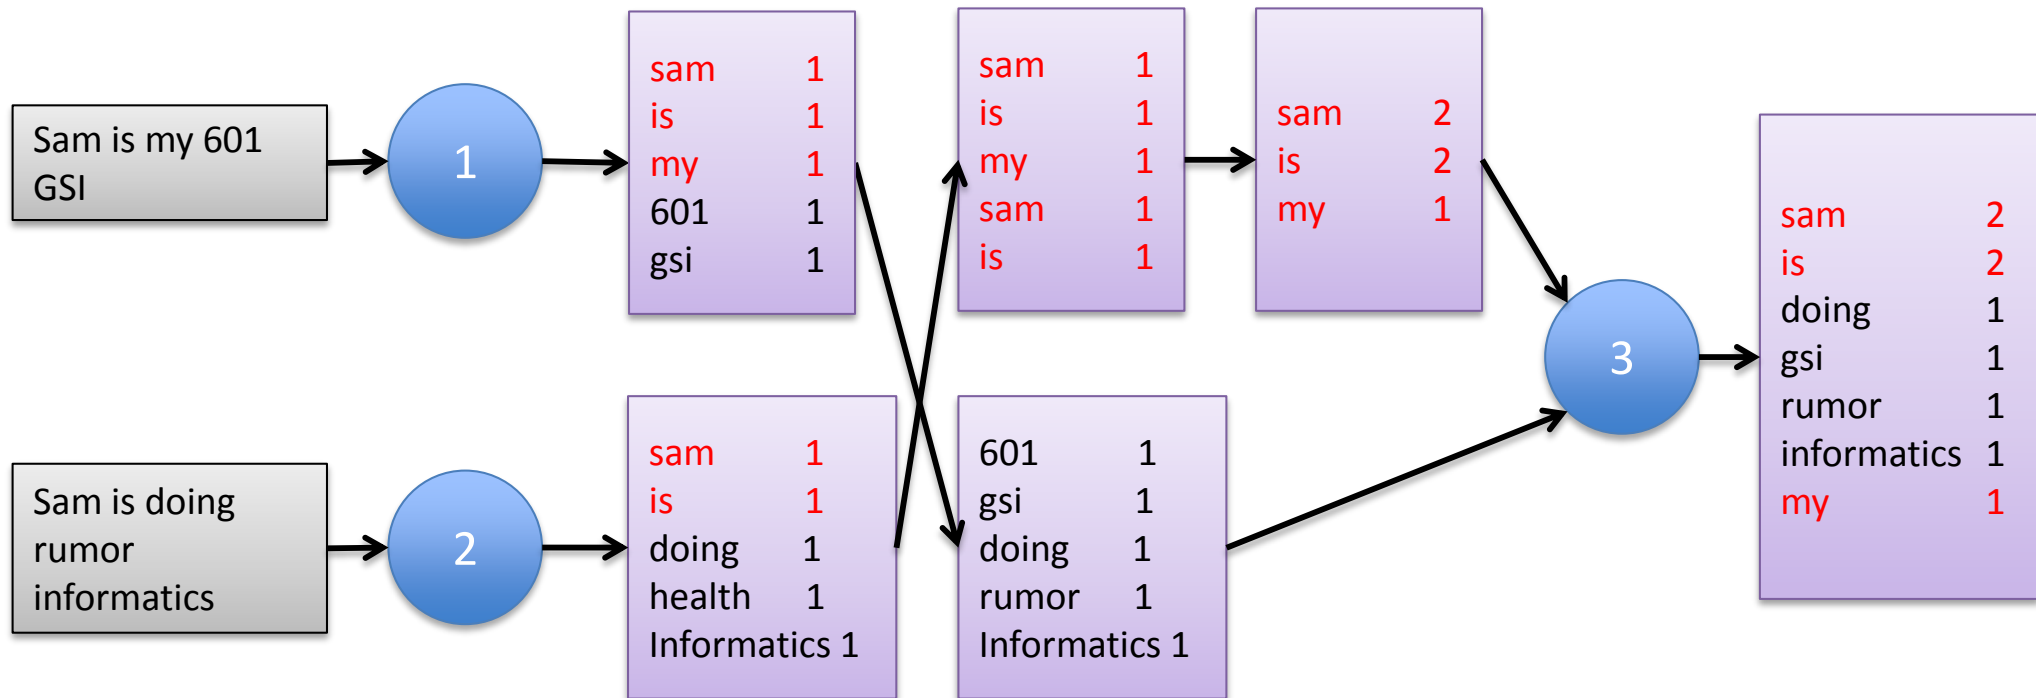 Sam is my 601
GSI
1
sam 1
is 1
my 1
601 1
gsi 1
sam 1
is 1
my 1
sam 1
is 1
sam 2
is 2
my 1
Sam is doing
rumor
informatics
2
sam 1
is 1
doing 1
health 1
Informatics 1
601 1
gsi 1
doing 1
rumor 1
Informatics 1
3
sam 2
is 2
doing 1
gsi 1
rumor 1
informatics 1
my 1